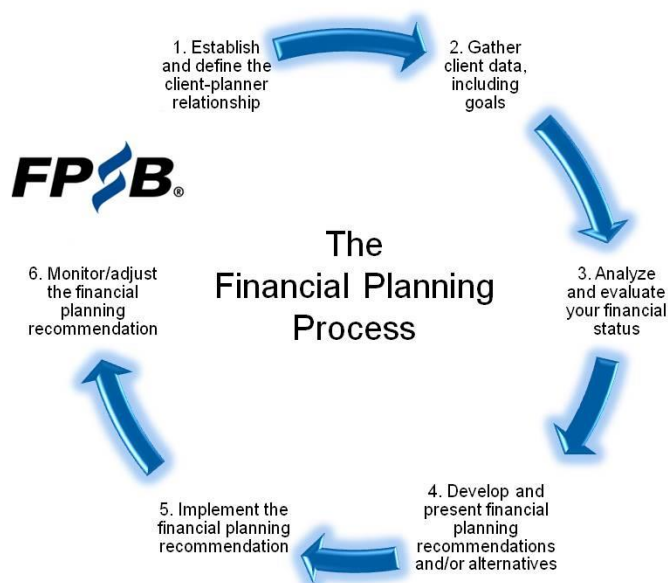 1. Establish
and define the
client-planner
relationship
2. Gather
client data,
including
goals
FPSB®
The
Financial Planning
Process
3. Analyze
and evaluate
your financial
status
4. Develop and
present financial
planning
recommendations
and/or alternatives
5. Implement the
financial planning
recommendation
6. Monitor/adjust
the financial
planning
recommendation